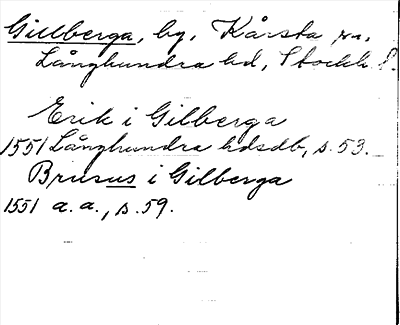 Gillberga, by, Kårsta sn.
Långhundra hd, Stockh. l.
Erik i Gilberga
1551 Långhundra hdsdb, s. 53.
Brusus i Gilberga
1551 a. a., s. 59.